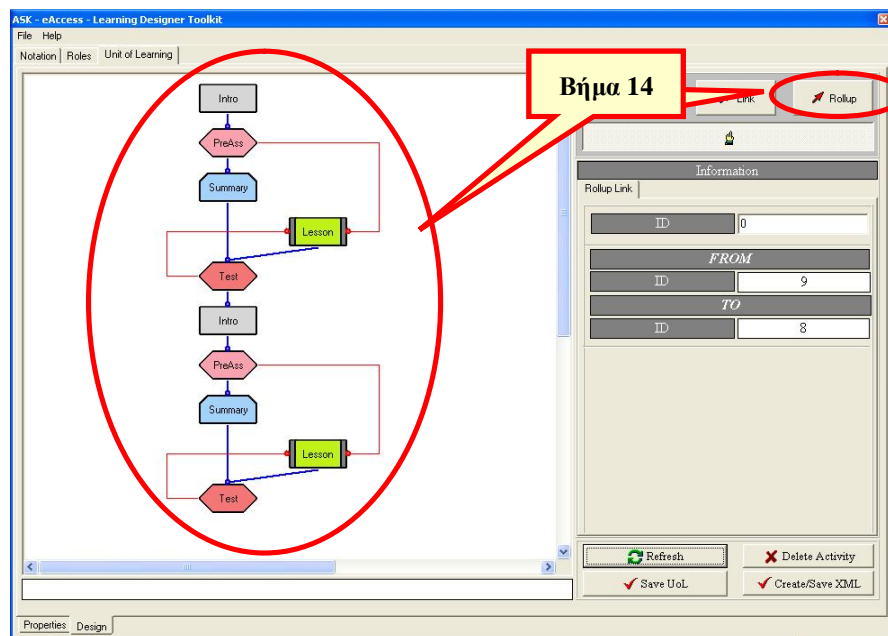 ASK - eAccess - Learning Designer Toolkit
File Help
Notation Roles Unit of Learning
Βήμα 14
Link
Rollup
Intro
PreAss
Summary
Lesson
Test
Intro
PreAss
Summary
Lesson
Test
Information
Rollup Link
ID 0
FROM
ID 9
TO
ID 8
Refresh Delete Activity
Save UoL Create/Save XML
Properties Design